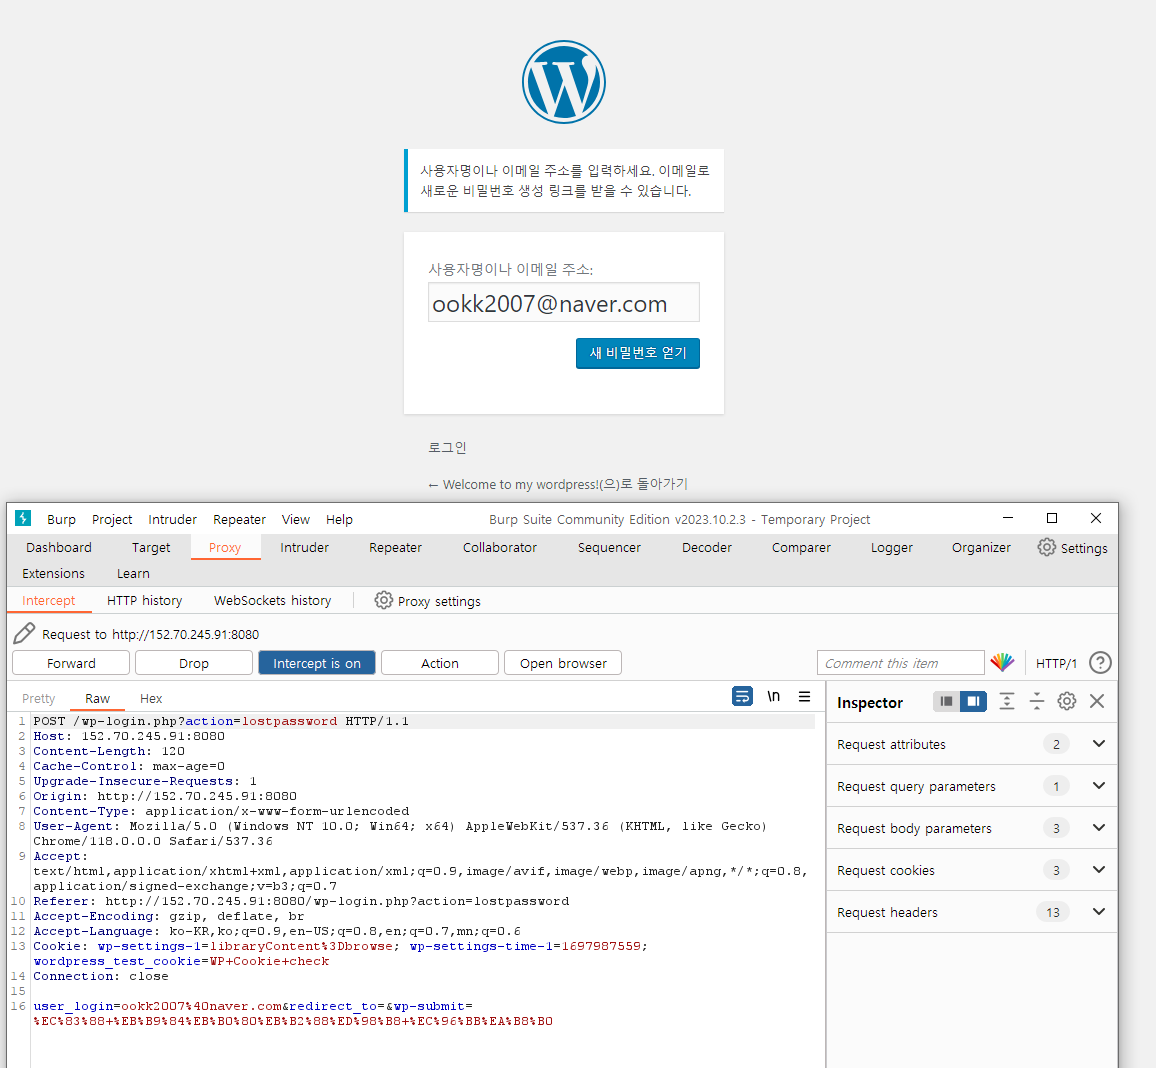 사용자명이나 이메일 주소를 입력하세요. 이메일로
새로운 비밀번호 생성 링크를 받을 수 있습니다.
사용자명이나 이메일 주소:
ookk2007@naver.com
새 비밀번호 얻기
로그인
← Welcome to my wordpress!(으)로 돌아가기
Burp Project Intruder Repeater View Help Burp Suite Community Edition v2023.10.2.3 - Temporary Project
Dashboard Target Proxy Intruder Repeater Collaborator Sequencer Decoder Comparer Logger Organizer Settings
Extensions Learn
Intercept HTTP history WebSockets history Proxy settings
Request to http://152.70.245.91:8080
Forward Drop Intercept is on Action Open browser Comment this item HTTP/1 ?
Pretty Raw Hex \n
Inspector
1 POST /wp-login.php?action=lostpassword HTTP/1.1
2 Host: 152.70.245.91:8080
3 Content-Length: 120
4 Cache-Control: max-age=0
5 Upgrade-Insecure-Requests: 1
6 Origin: http://152.70.245.91:8080
7 Content-Type: application/x-www-form-urlencoded
8 User-Agent: Mozilla/5.0 (Windows NT 10.0; Win64; x64) AppleWebKit/537.36 (KHTML, like Gecko)
Chrome/118.0.0.0 Safari/537.36
9 Accept:
text/html,application/xhtml+xml,application/xml;q=0.9,image/avif,image/webp,image/apng,*/*;q=0.8,
application/signed-exchange;v=b3;q=0.7
10 Referer: http://152.70.245.91:8080/wp-login.php?action=lostpassword
11 Accept-Encoding: gzip, deflate, br
12 Accept-Language: ko-KR,ko;q=0.9,en-US;q=0.8,en;q=0.7,mn;q=0.6
13 Cookie: wp-settings-1=libraryContent%3Dbrowse; wp-settings-time-1=1697987559;
wordpress_test_cookie=WP+Cookie+check
14 Connection: close
15
16 user_login=ookk2007%40naver.com&redirect_to=&wp-submit=
%EC%83%88+%EB%B9%84%EB%B0%80%EB%B2%88%ED%98%B8+%EC%96%BB%EA%B8%B0
Request attributes 2
Request query parameters 1
Request body parameters 3
Request cookies 3
Request headers 13